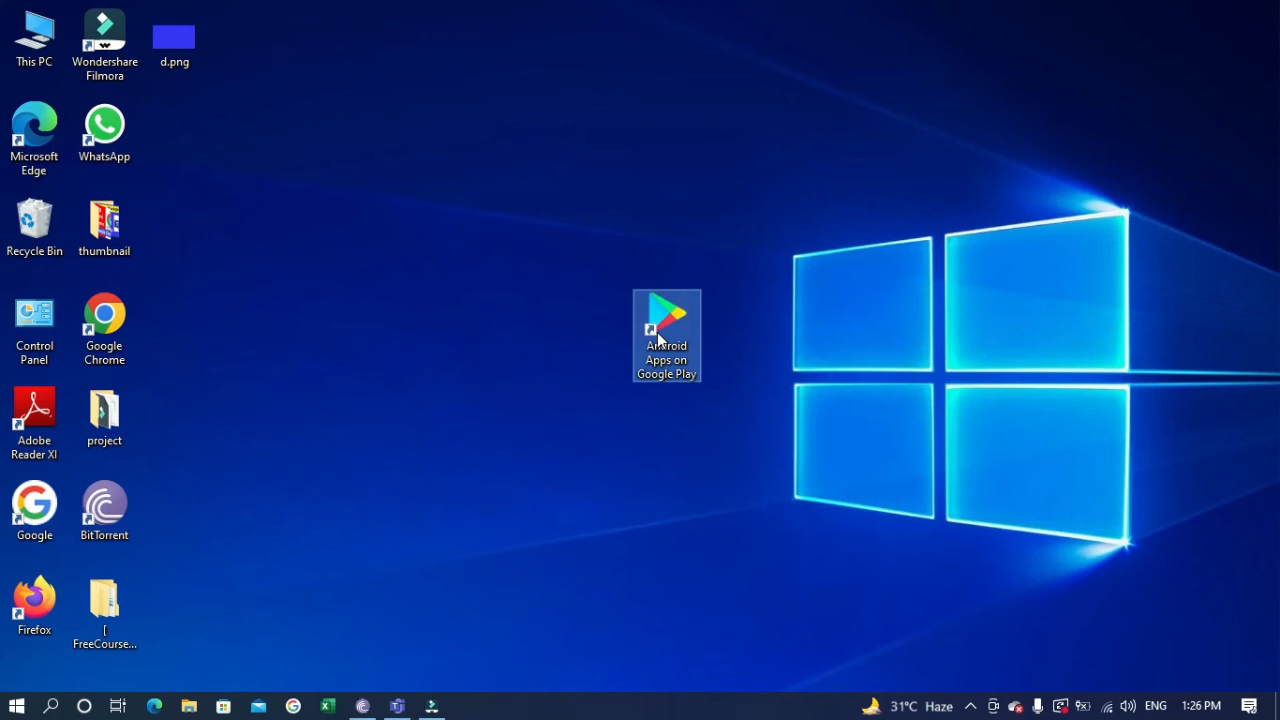 This PC
Wondershare
Filmora
d.png
Microsoft
Edge
WhatsApp
Recycle Bin
thumbnail
Control
Panel
Google
Chrome
Adobe
Reader XI
project
Google
BitTorrent
Firefox
[
FreeCourse...
Android
Apps on
Google Play
31°C Haze
ENG
1:26 PM